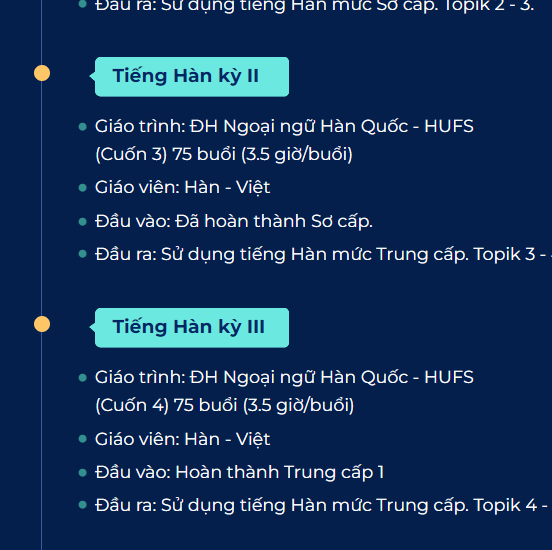 Đầu ra: Sử dụng tiếng Hàn mức Sơ cấp. Topik 2 - 3.
Tiếng Hàn kỳ II
Giáo trình: ĐH Ngoại ngữ Hàn Quốc - HUFS
(Cuốn 3) 75 buổi (3.5 giờ/buổi)
Giáo viên: Hàn - Việt
Đầu vào: Đã hoàn thành Sơ cấp.
Đầu ra: Sử dụng tiếng Hàn mức Trung cấp. Topik 3 -
Tiếng Hàn kỳ III
Giáo trình: ĐH Ngoại ngữ Hàn Quốc - HUFS
(Cuốn 4) 75 buổi (3.5 giờ/buổi)
Giáo viên: Hàn - Việt
Đầu vào: Hoàn thành Trung cấp 1
Đầu ra: Sử dụng tiếng Hàn mức Trung cấp. Topik 4 -